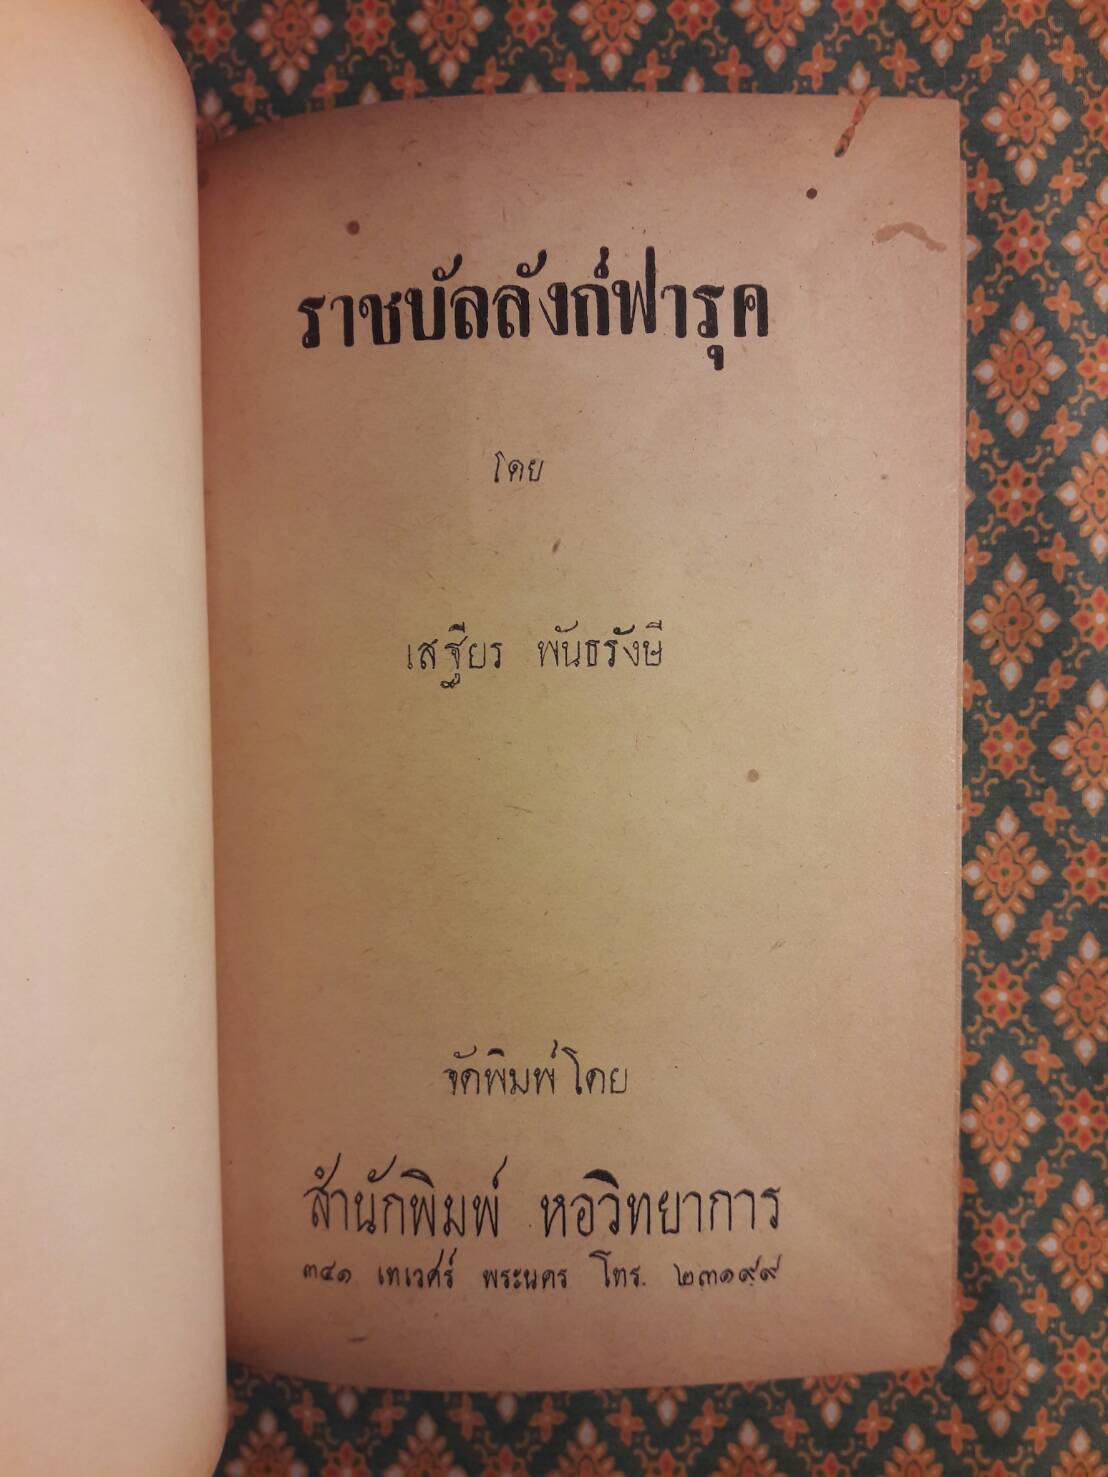 ราชบัลลังก์ฟารุค
โดย
เสฐียร พันธรังษี
จัดพิมพ์โดย
สำนักพิมพ์ หอวิทยาการ
๓๔๑ เทเวศร์ พระนคร โทร. ๒๓๑๙๙